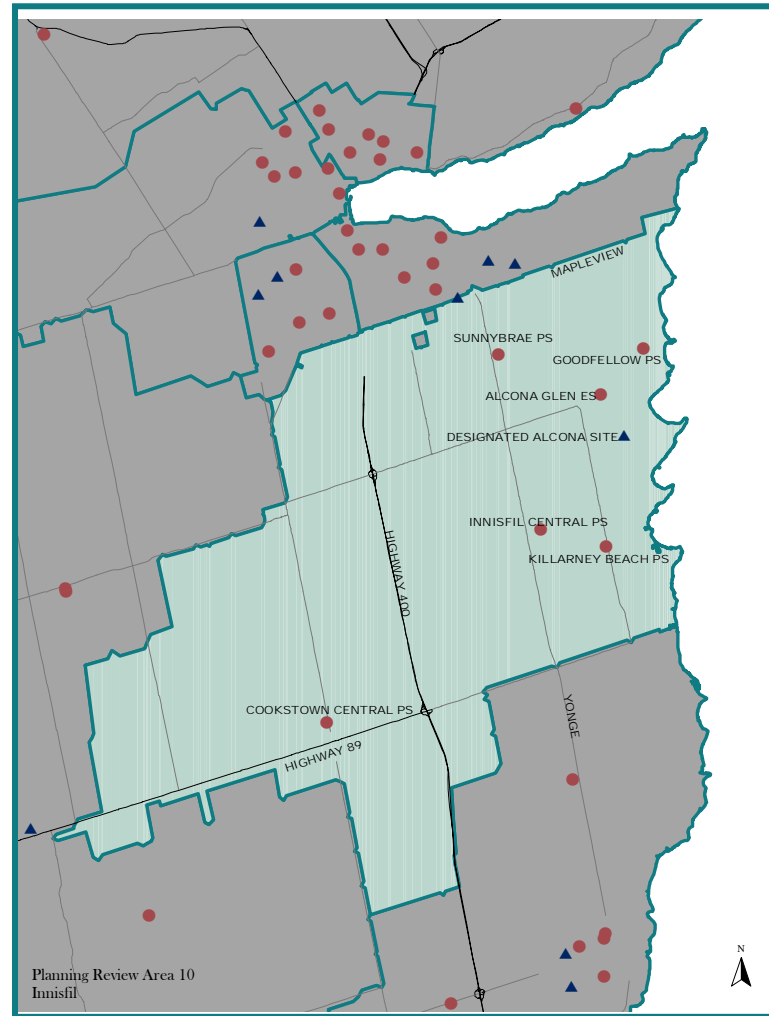 MAPLEVIEW
SUNNYBRAE PS
GOODFELLOW PS
ALCONA GLEN ES
DESIGNATED ALCONA SITE
INNISFIL CENTRAL PS
HIGHWAY 400
KILLARNEY BEACH PS
COOKSTOWN CENTRAL PS
YONGE
HIGHWAY 89
N
Planning Review Area 10
Innisfil